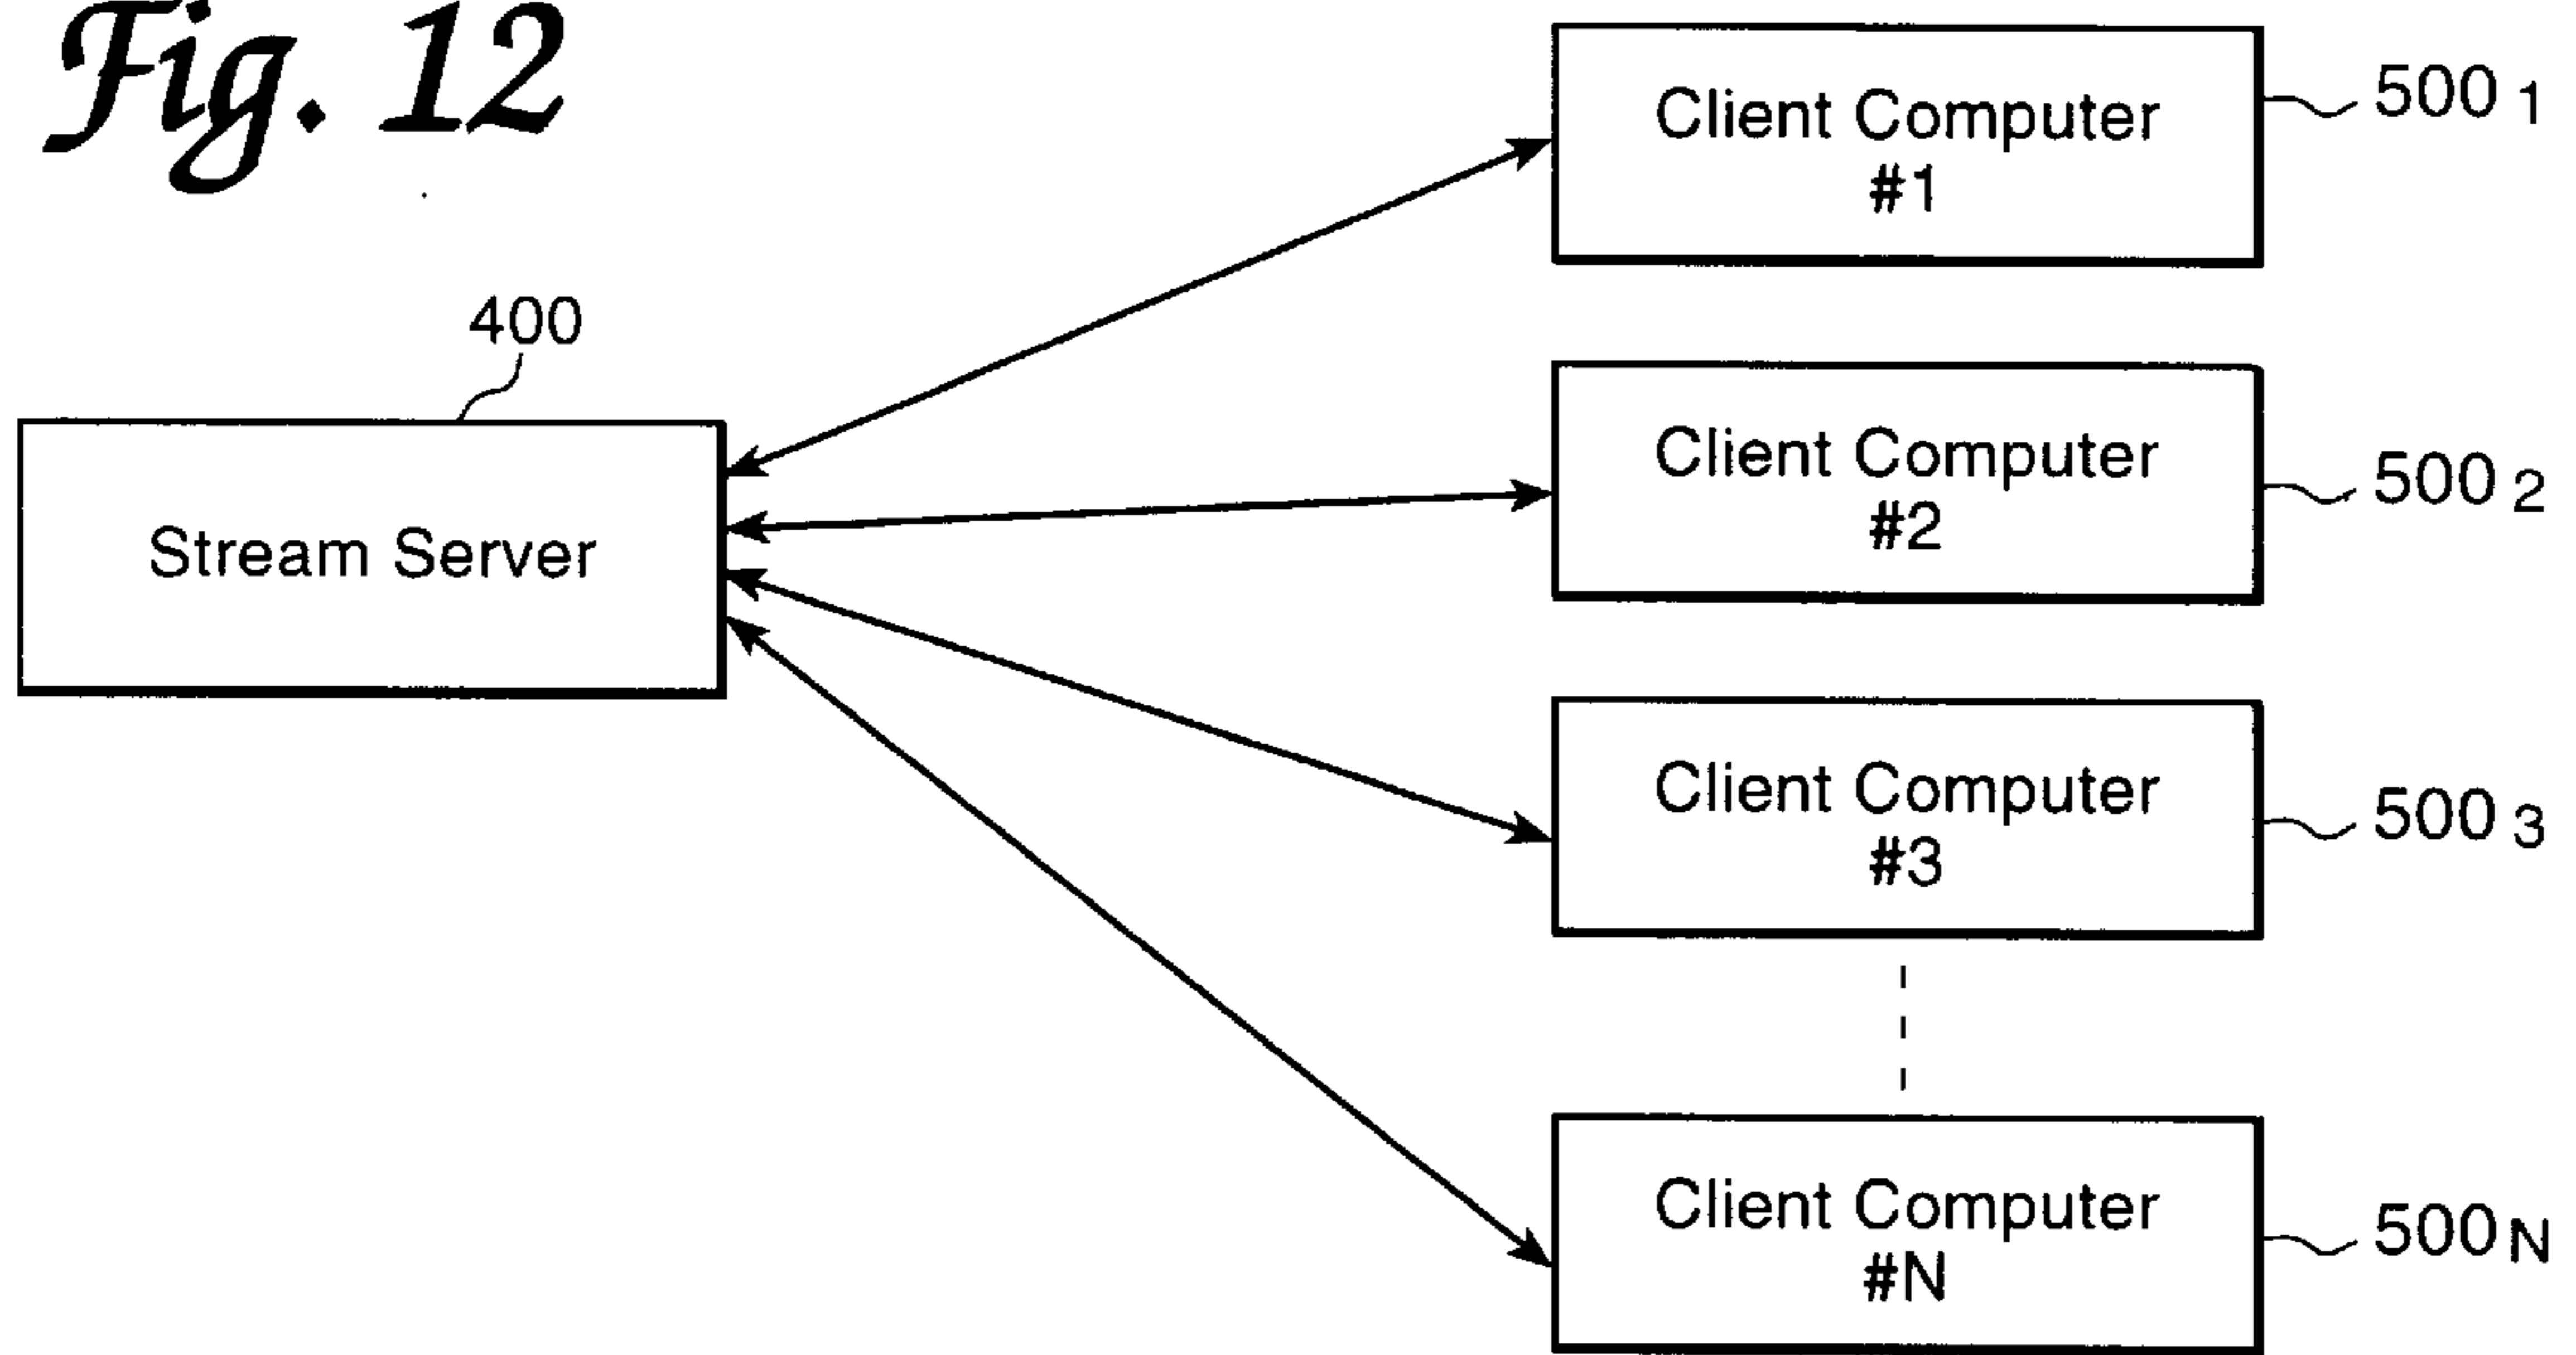 Fig. 12
Client Computer
#1
500 1
400
Client Computer
#2
500 2
Stream Server
Client Computer
#3
500 3
Client Computer
#N
500 N